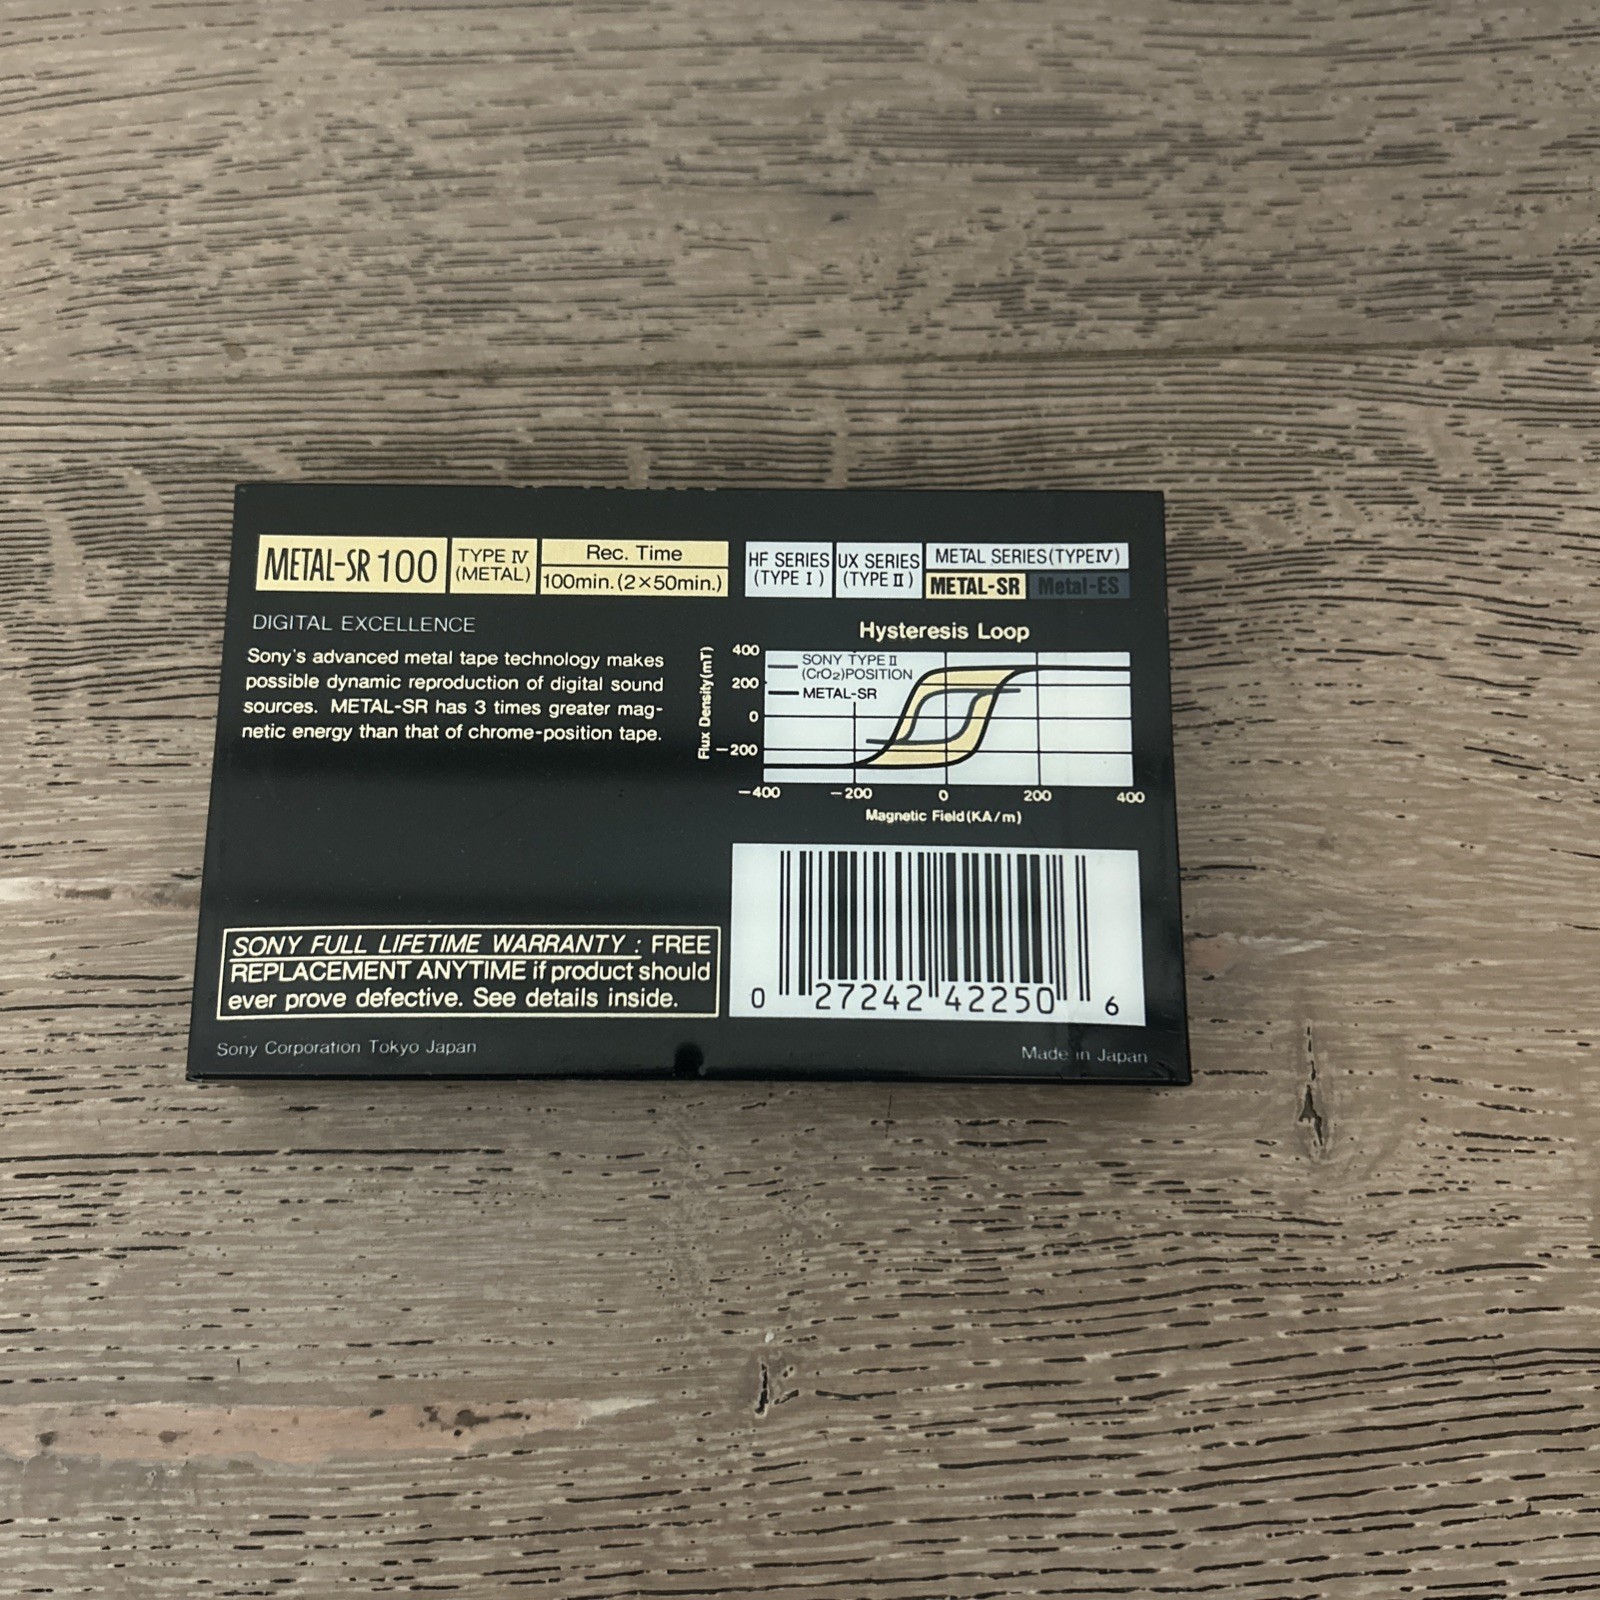 METAL-SR 100
TYPE IV
(METAL)
Rec. Time
100min.(2×50min.)
HF SERIES
(TYPE I)
UX SERIES
(TYPE II)
METAL SERIES(TYPE IV)
METAL-SR
Metal-ES
DIGITAL EXCELLENCE
Sony's advanced metal tape technology makes
possible dynamic reproduction of digital sound
sources. METAL-SR has 3 times greater mag-
netic energy than that of chrome-position tape.
Hysteresis Loop
Flux Density(mT)
400
200
0
−200
SONY TYPE II
(CrO2)POSITION
METAL-SR
−400
−200
0
200
400
Magnetic Field(KA/m)
SONY FULL LIFETIME WARRANTY : FREE
REPLACEMENT ANYTIME if product should
ever prove defective. See details inside.
0 27242 42250 6
Sony Corporation Tokyo Japan
Made in Japan